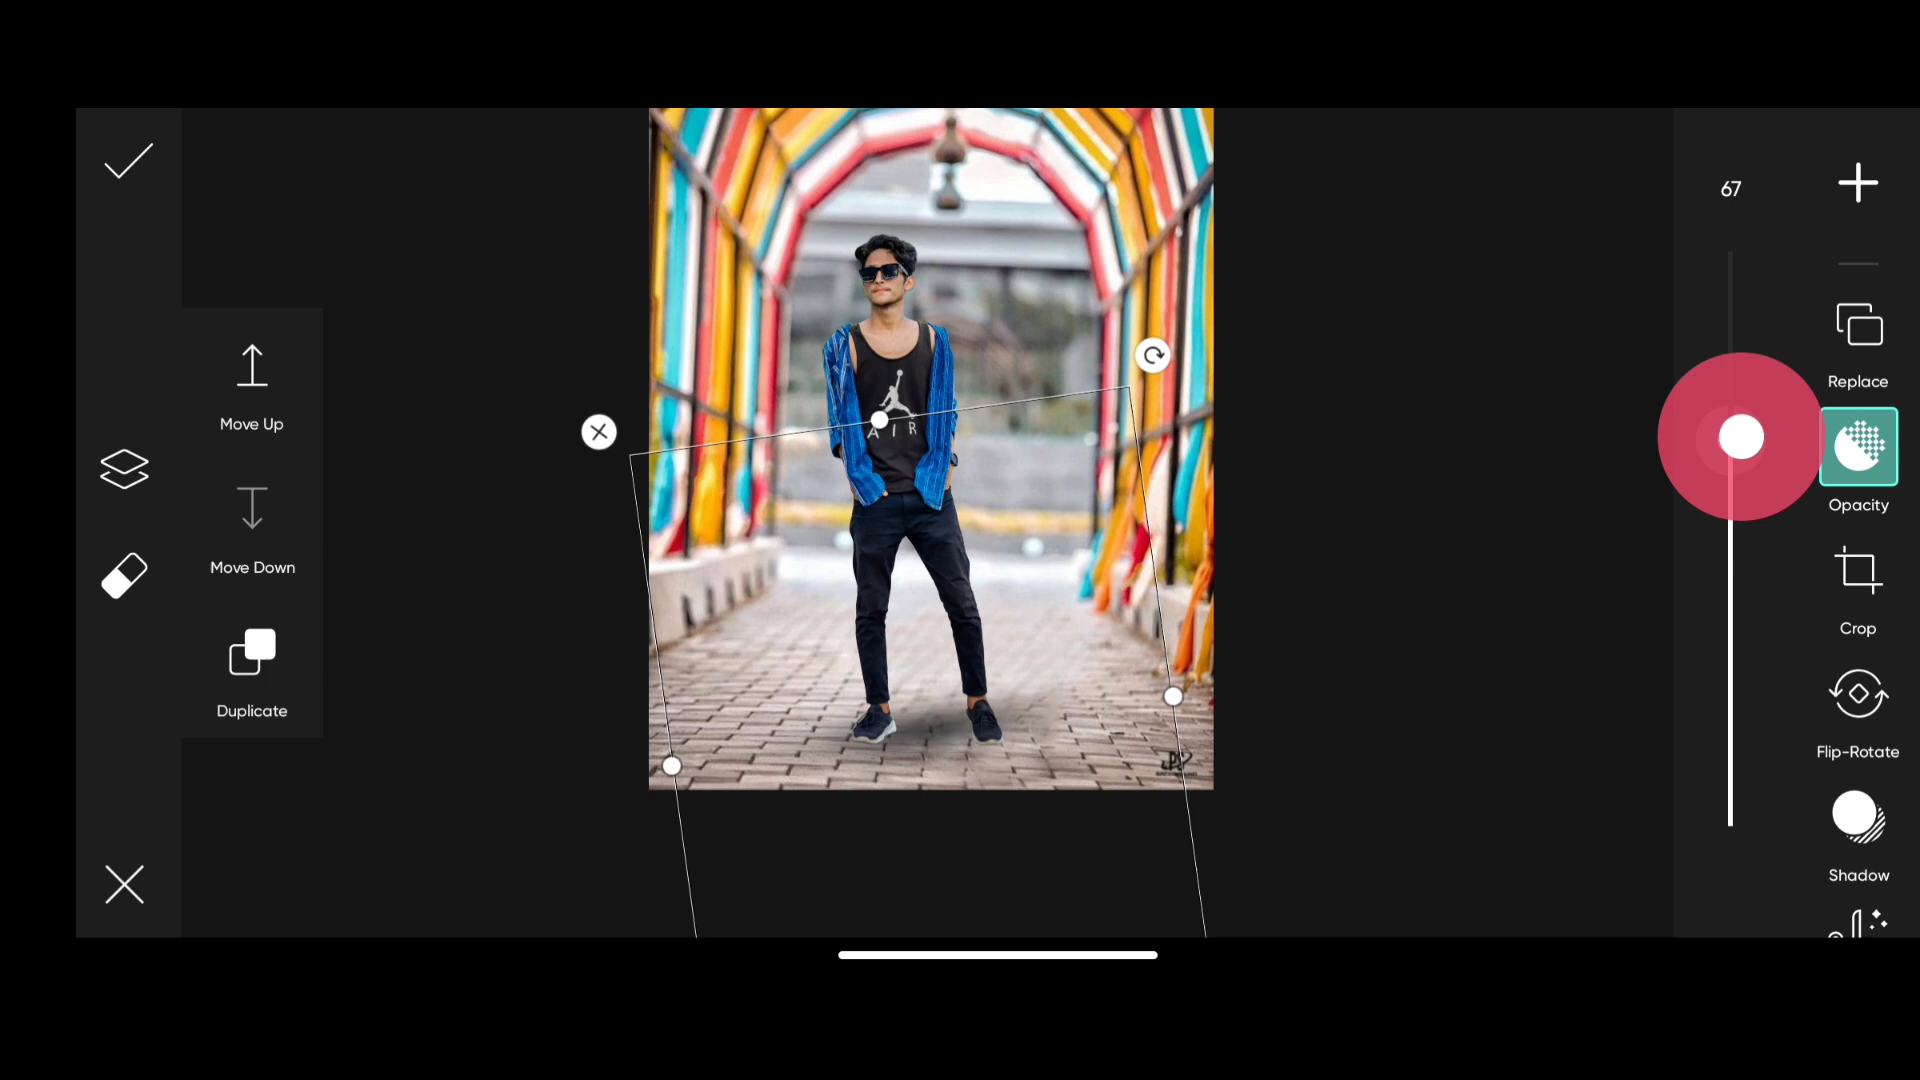 67
Replace
Move Up
AIR
Opacity
Move Down
Crop
Duplicate
Flip-Rotate
Shadow